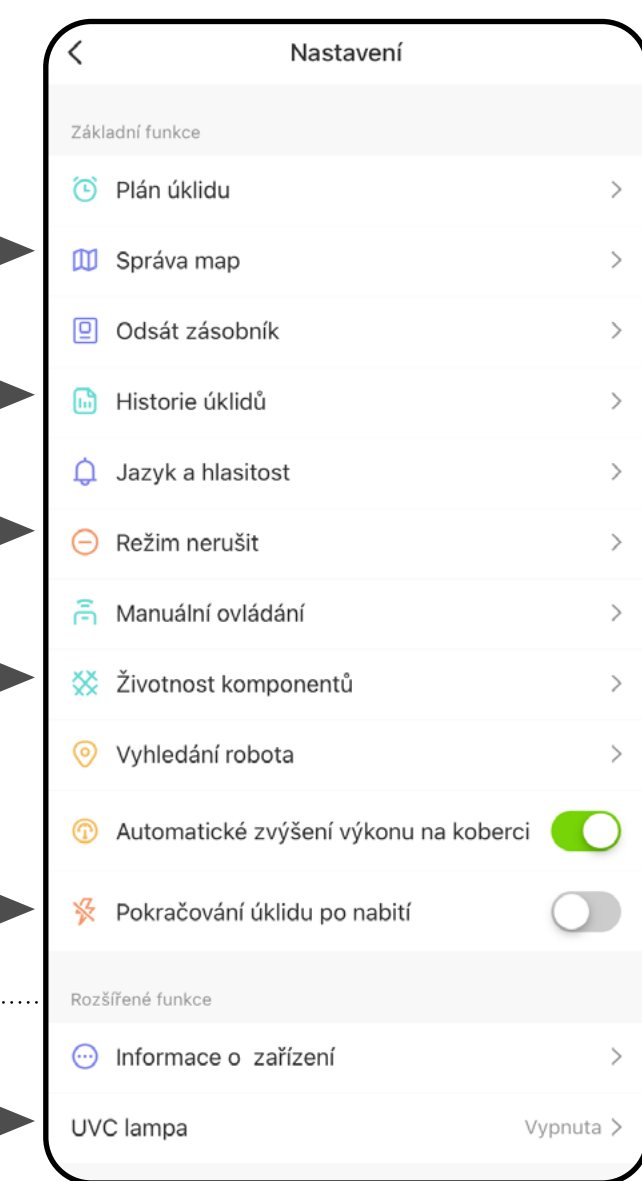 Nastavení
Základní funkce
Plán úklidu
Správa map
Odsát zásobník
Historie úklidů
Jazyk a hlasitost
Režim nerušit
Manuální ovládání
Životnost komponentů
Vyhledání robota
Automatické zvýšení výkonu na koberci
Pokračování úklidu po nabití
Rozšířené funkce
Informace o  zařízení
UVC lampa Vypnuta